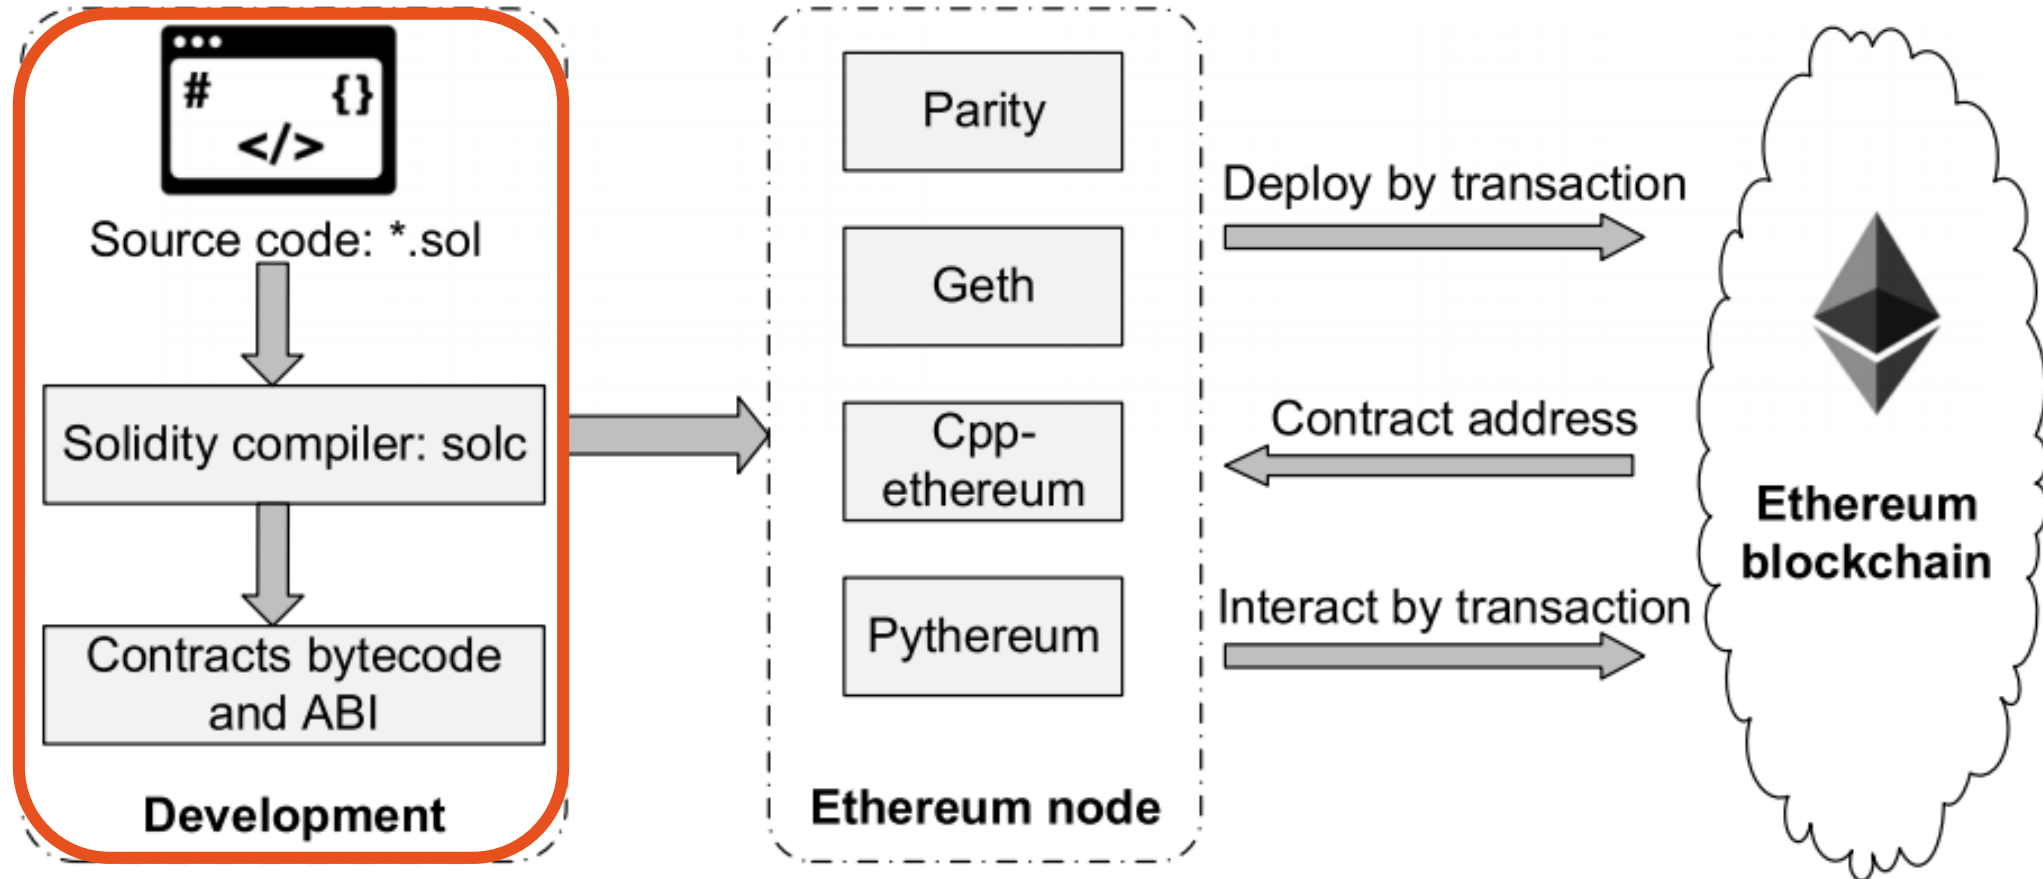 # {}
</>
Source code: *.sol
Solidity compiler: solc
Contracts bytecode
and ABI
Development
Parity
Geth
Cpp-
ethereum
Pythereum
Ethereum node
Deploy by transaction
Contract address
Interact by transaction
Ethereum
blockchain